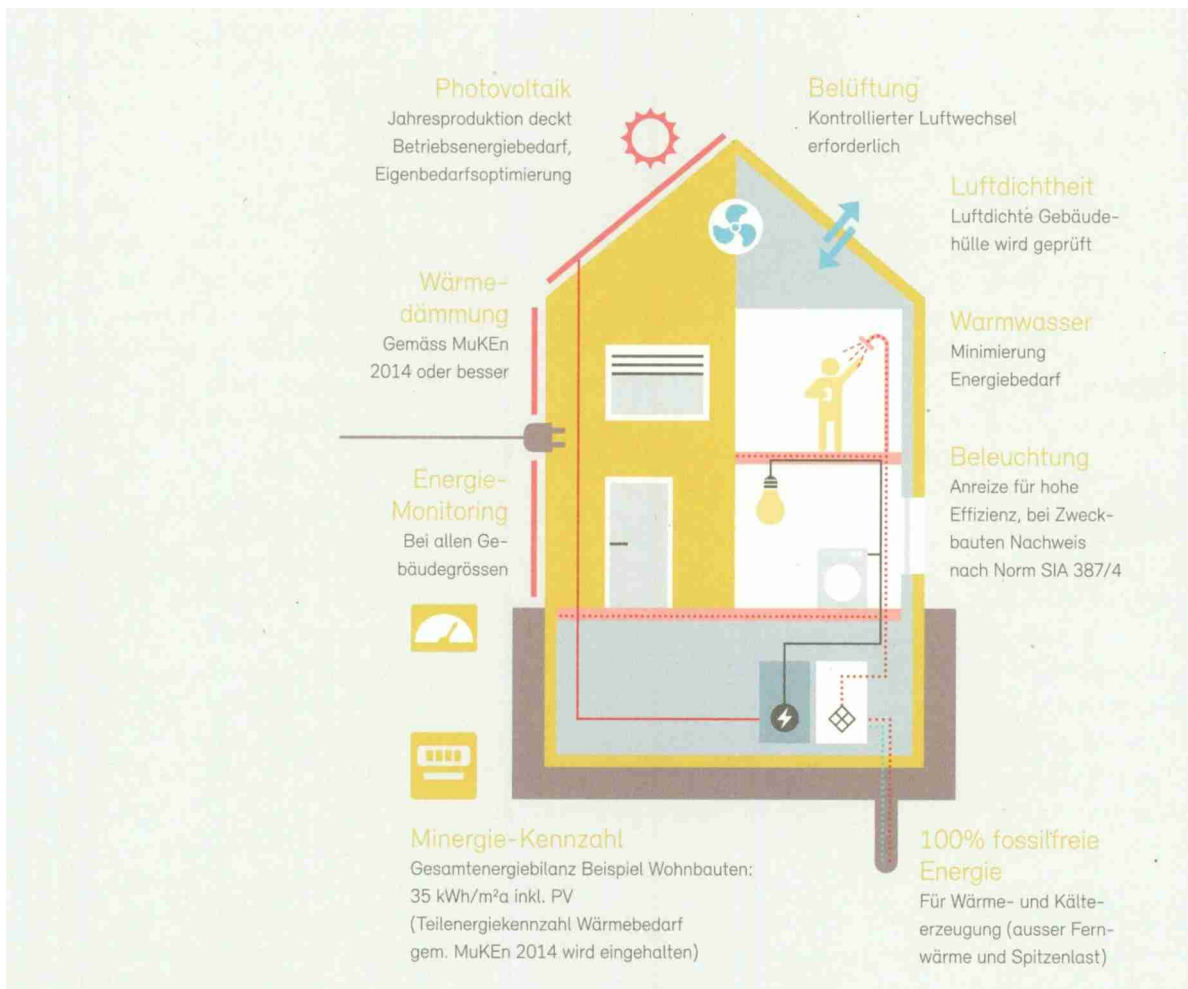 Photovoltaik
Jahresproduktion deckt
Betriebsenergiebedarf,
Eigenbedarfsoptimierung
Belüftung
Kontrollierter Luftwechsel
erforderlich
Luftdichtheit
Luftdichte Gebäude-
hülle wird geprüft
Wärme-
dämmung
Gemäss MuKEn
2014 oder besser
Warmwasser
Minimierung
Energiebedarf
Energie-
Monitoring
Bei allen Ge-
bäudegrössen
Beleuchtung
Anreize für hohe
Effizienz, bei Zweck-
bauten Nachweis
nach Norm SIA 387/4
Minergie-Kennzahl
Gesamtenergiebilanz Beispiel Wohnbauten:
35 kWh/m²a inkl. PV
(Teilenergiekennzahl Wärmebedarf
gem. MuKEn 2014 wird eingehalten)
100% fossilfreie
Energie
Für Wärme- und Kälte-
erzeugung (ausser Fern-
wärme und Spitzenlast)